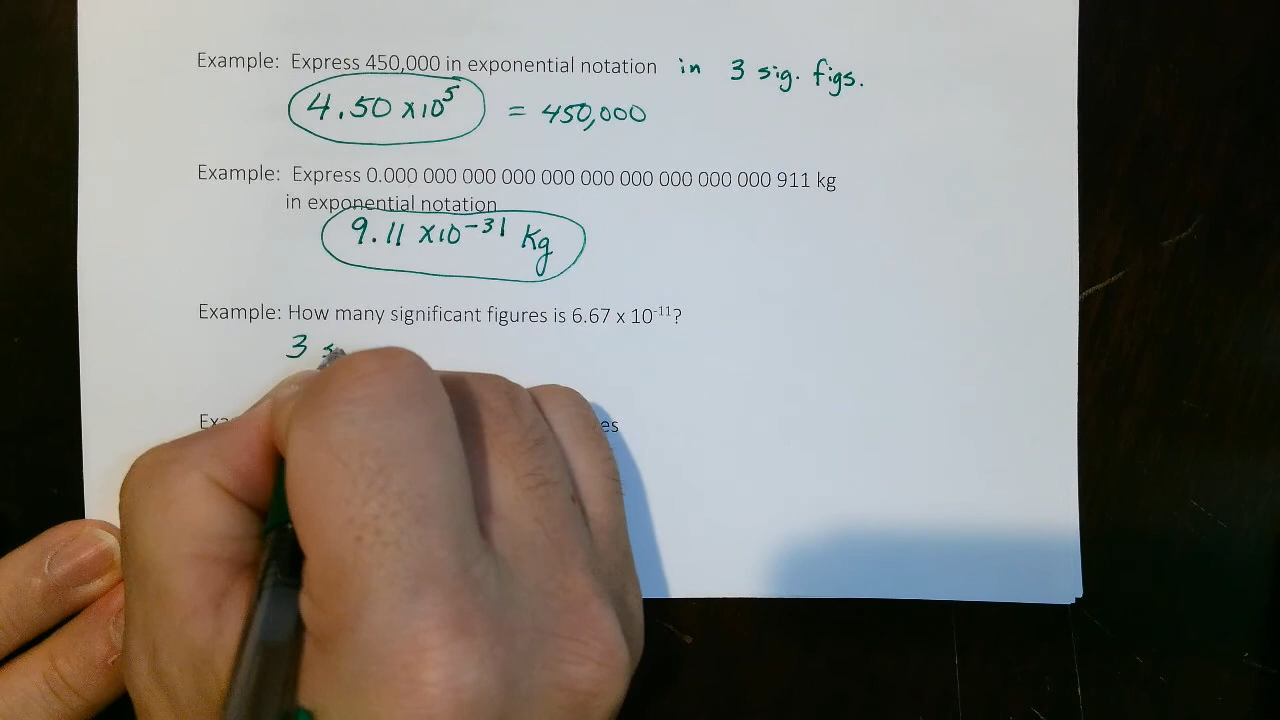 Example: Express 450,000 in exponential notation in 3 sig. figs.
4.50 x10⁵ = 450,000
Example: Express 0.000 000 000 000 000 000 000 000 000 000 911 kg
in exponential notation
9.11 x10⁻³¹ Kg
Example: How many significant figures is 6.67 x 10⁻¹¹?
3